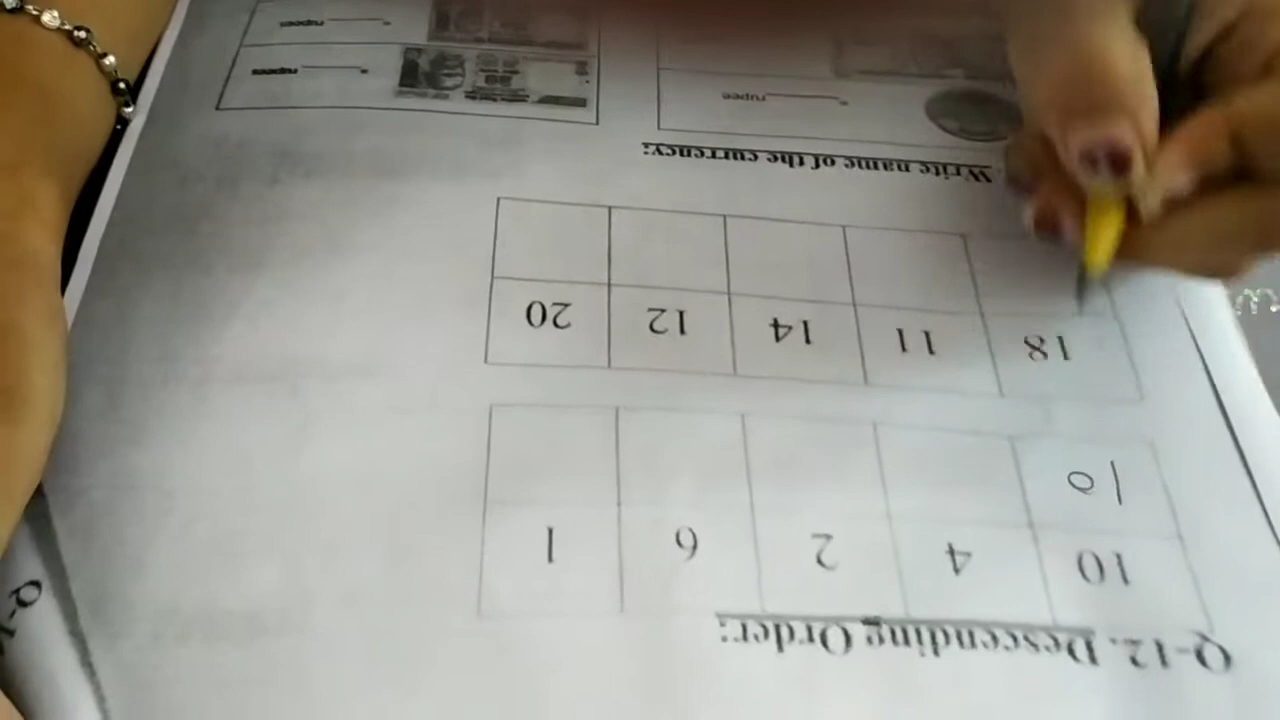 Q-12. Descending Order:
10 4 2 6 1
10
18 11 14 12 20
Write name of the currency:
rupee
rupees
rupees